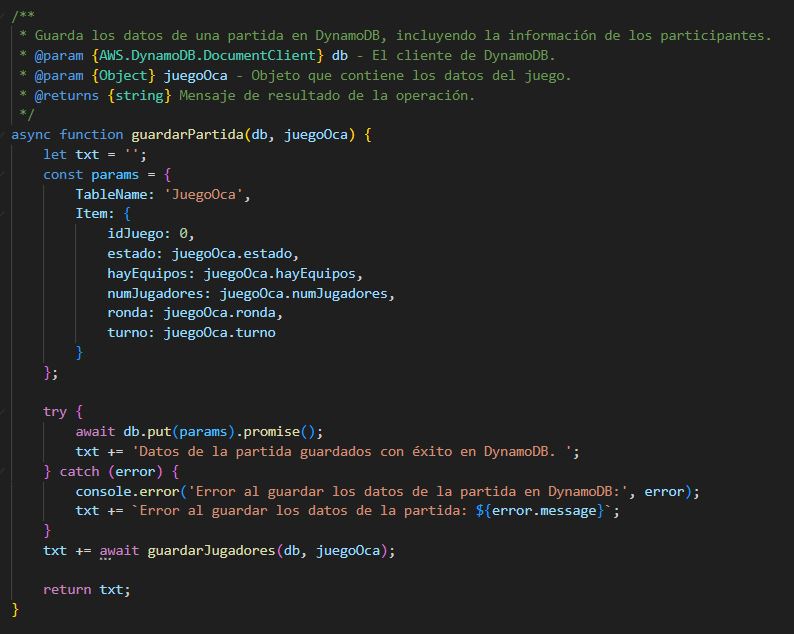 /**
 * Guarda los datos de una partida en DynamoDB, incluyendo la información de los participantes.
 * @param {AWS.DynamoDB.DocumentClient} db - El cliente de DynamoDB.
 * @param {Object} juegoOca - Objeto que contiene los datos del juego.
 * @returns {string} Mensaje de resultado de la operación.
 */
async function guardarPartida(db, juegoOca) {
    let txt = '';
    const params = {
        TableName: 'JuegoOca',
        Item: {
            idJuego: 0,
            estado: juegoOca.estado,
            hayEquipos: juegoOca.hayEquipos,
            numJugadores: juegoOca.numJugadores,
            ronda: juegoOca.ronda,
            turno: juegoOca.turno
        }
    };

    try {
        await db.put(params).promise();
        txt += 'Datos de la partida guardados con éxito en DynamoDB. ';
    } catch (error) {
        console.error('Error al guardar los datos de la partida en DynamoDB:', error);
        txt += `Error al guardar los datos de la partida: ${error.message}`;
    }
    txt += await guardarJugadores(db, juegoOca);

    return txt;
}